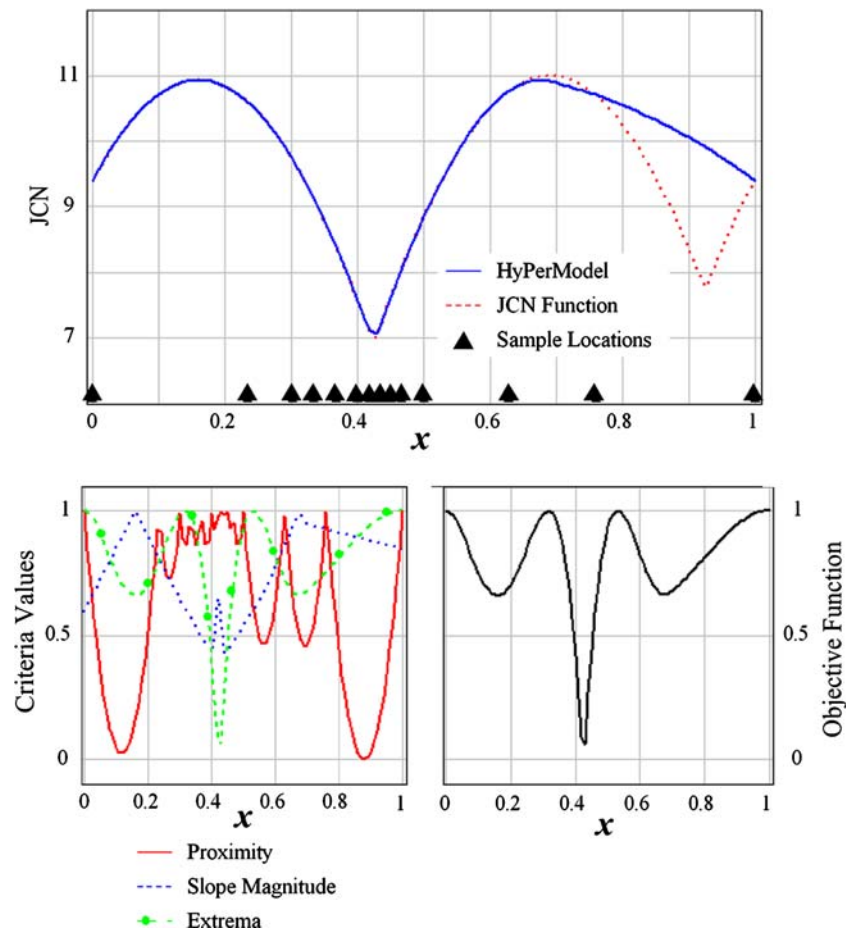 11
9
7
JCN
HyPerModel
JCN Function
Sample Locations
0 0.2 0.4 0.6 0.8 1
x
1
0.5
0
Criteria Values
0 0.2 0.4 0.6 0.8 1
x
Proximity
Slope Magnitude
Extrema
1
0.5
0
Objective Function
0 0.2 0.4 0.6 0.8 1
x